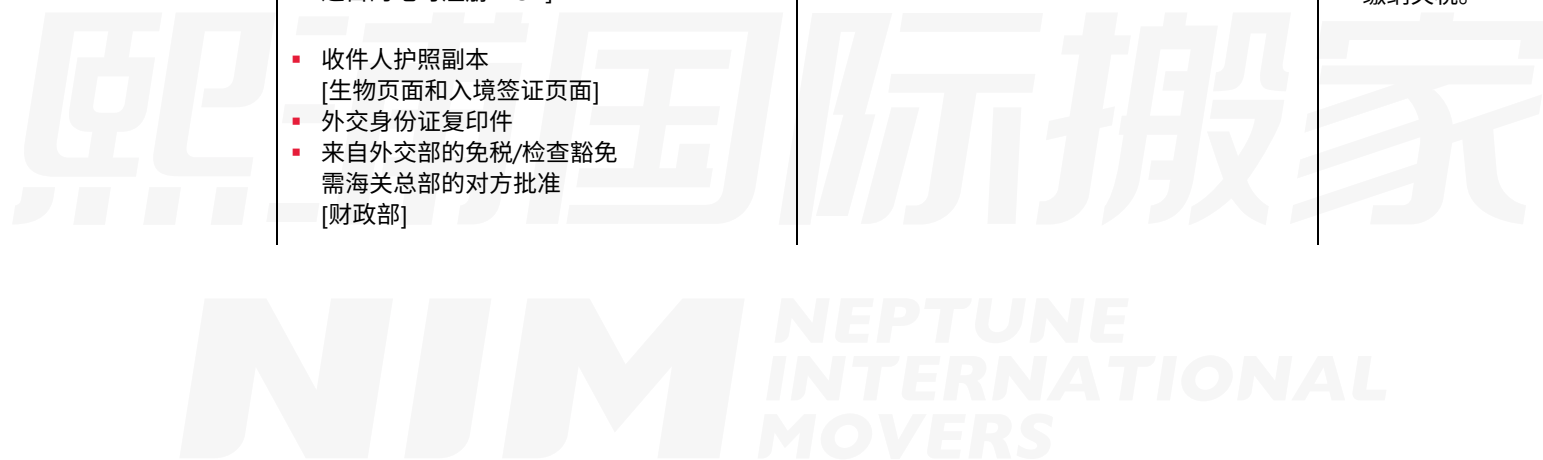 收件人护照副本
[生物页面和入境签证页面]
外交身份证复印件
来自外交部的免税/检查豁免
需海关总部的对方批准
[财政部]
熙诺国际搬家
NIM
NEPTUNE
INTERNATIONAL
MOVERS